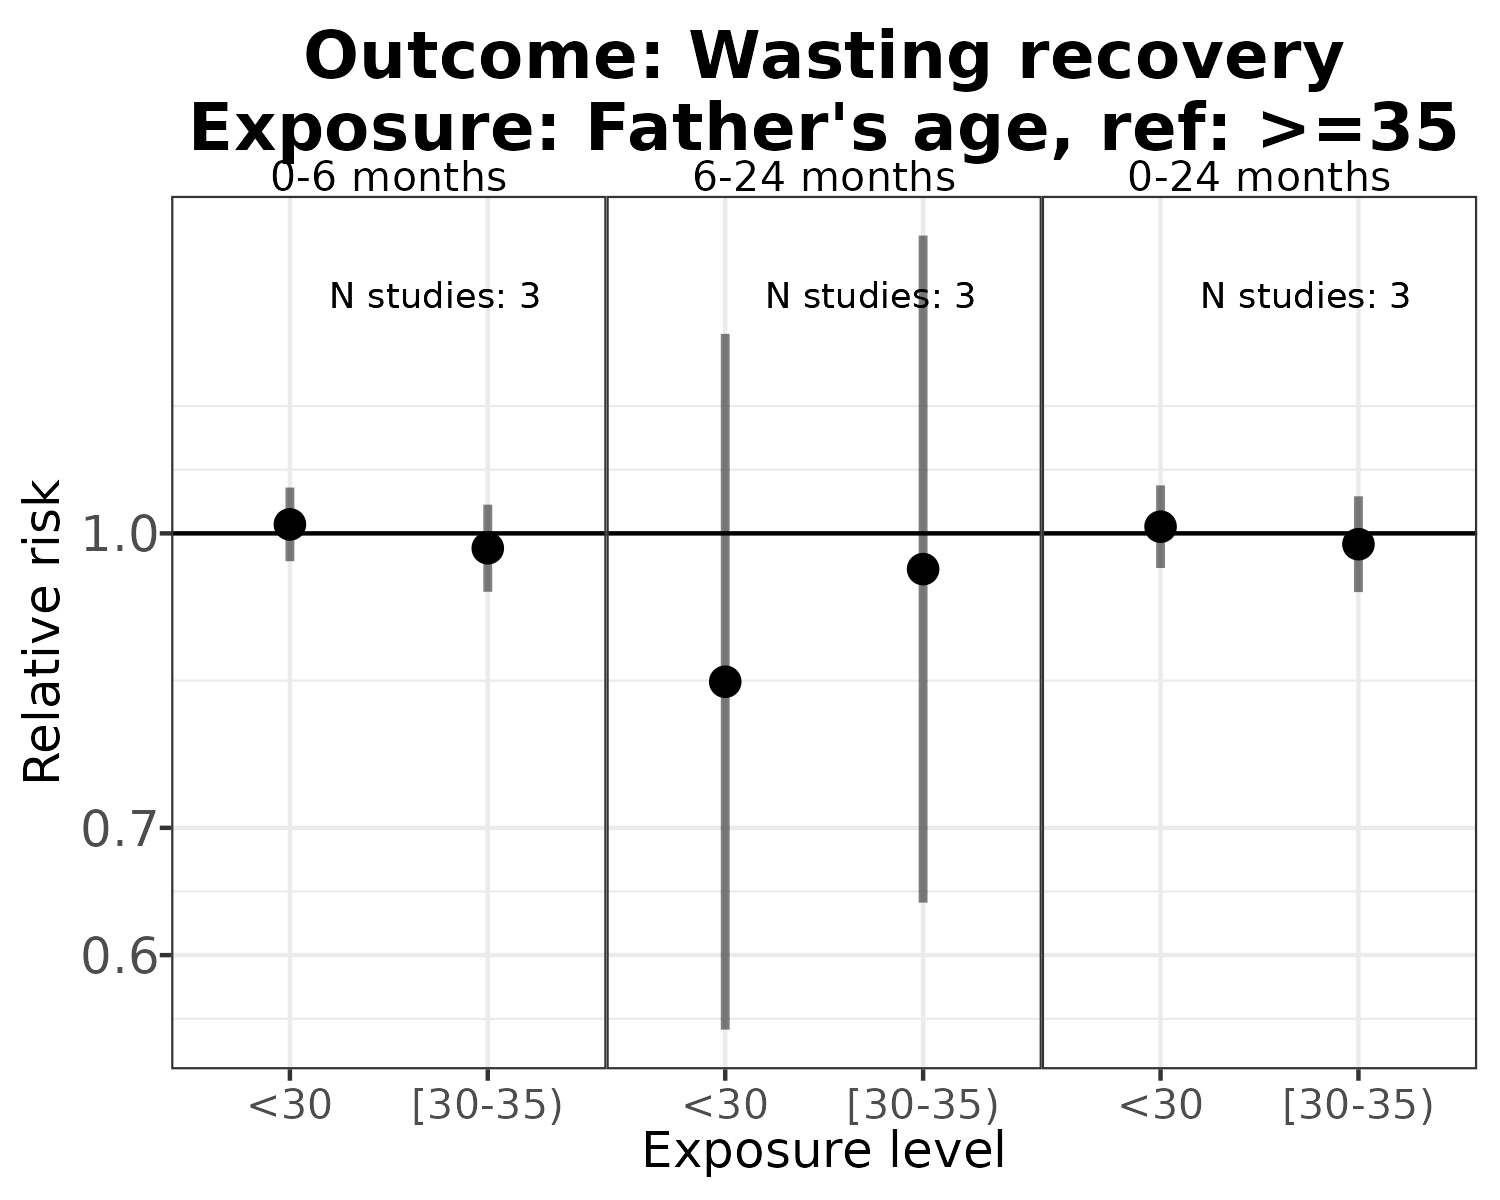 Outcome: Wasting recovery
Exposure: Father's age, ref: >=35
0-6 months 6-24 months 0-24 months
N studies: 3 N studies: 3 N studies: 3
Relative risk
1.0
0.7
0.6
<30 [30-35) <30 [30-35) <30 [30-35)
Exposure level